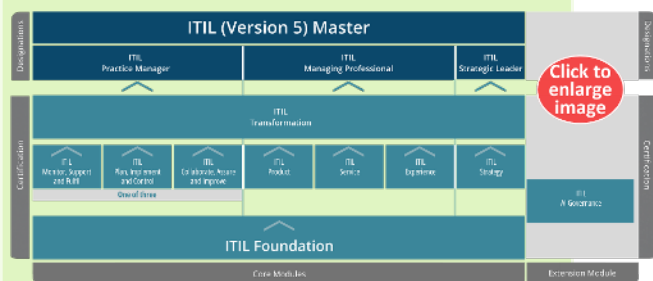 Designations
ITIL (Version 5) Master
Designations
ITIL
Practice Manager
ITIL
Managing Professional
ITIL
Strategic Leader
Click to
enlarge
image
Certification
ITIL
Transformation
Certification
ITIL
Monitor, Support
and Fulfil
ITIL
Plan, Implement
and Control
ITIL
Collaborate, Assure
and Improve
ITIL
Product
ITIL
Service
ITIL
Experience
ITIL
Strategy
One of three
ITIL
AI Governance
ITIL Foundation
Core Modules
Extension Module